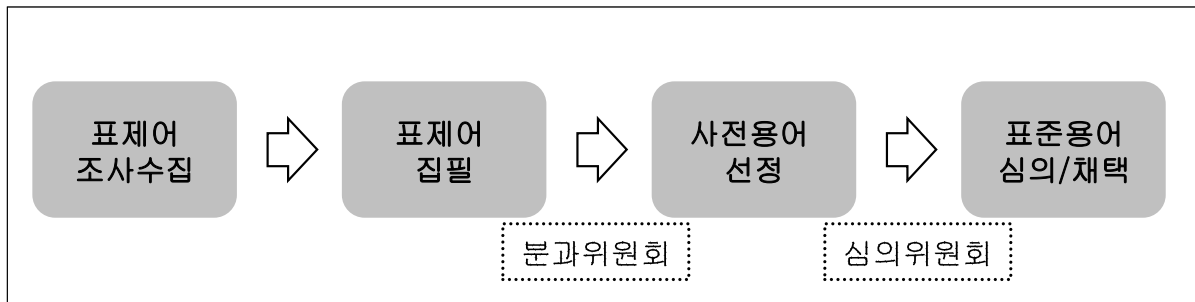 표제어
조사수집
표제어
집필
사전용어
선정
표준용어
심의/채택
분과위원회
심의위원회